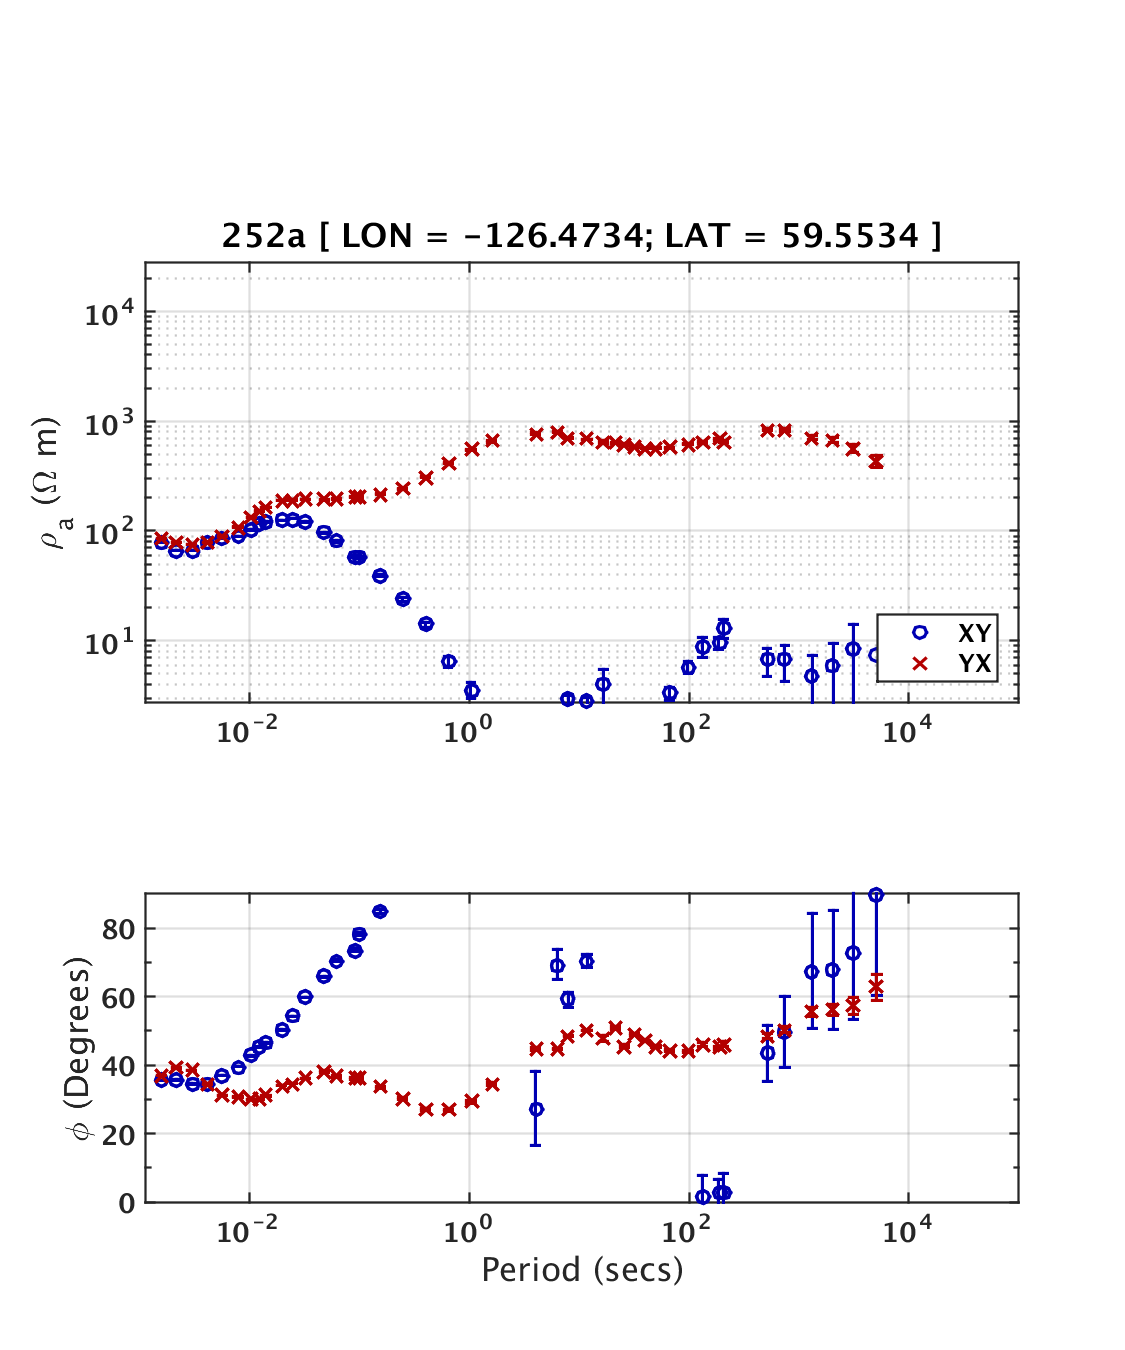 252a [ LON = -126.4734; LAT = 59.5534 ]
ρa (Ω m)
10^4
10^3
10^2
10^1
XY
YX
10^-2 10^0 10^2 10^4
ϕ (Degrees)
80
60
40
20
0
10^-2 10^0 10^2 10^4
Period (secs)